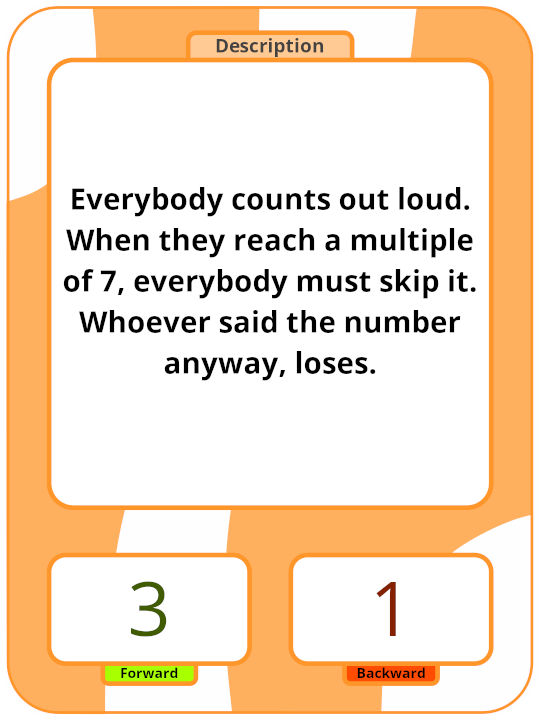 Description
Everybody counts out loud.
When they reach a multiple
of 7, everybody must skip it.
Whoever said the number
anyway, loses.
3
1
Forward
Backward